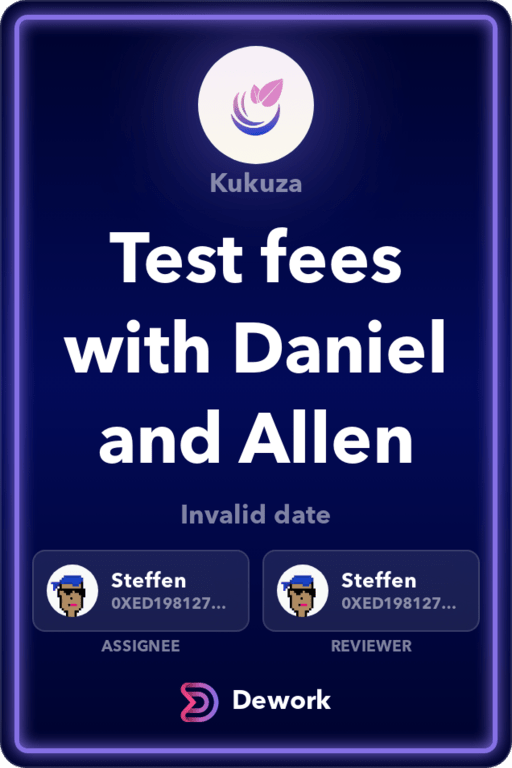 Kukuza
Test fees
with Daniel
and Allen
Invalid date
Steffen
0XED198127...
ASSIGNEE
Steffen
0XED198127...
REVIEWER
Dework